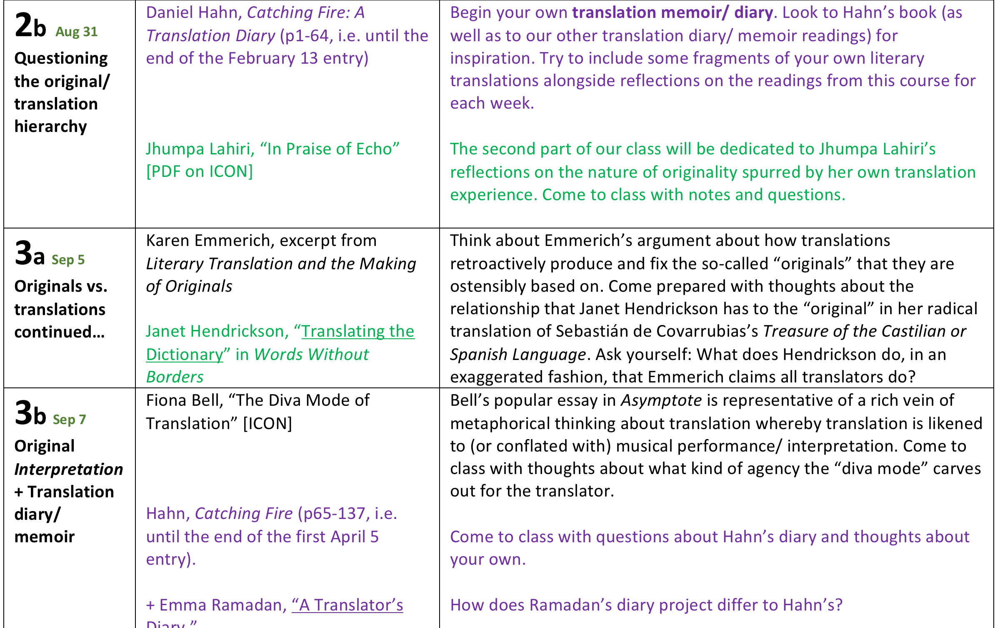 2b Aug 31
Questioning
the original/
translation
hierarchy
Daniel Hahn, Catching Fire: A
Translation Diary (p1-64, i.e. until the
end of the February 13 entry)
Jhumpa Lahiri, “In Praise of Echo”
[PDF on ICON]
Begin your own translation memoir/ diary. Look to Hahn’s book (as
well as to our other translation diary/ memoir readings) for
inspiration. Try to include some fragments of your own literary
translations alongside reflections on the readings from this course for
each week.
The second part of our class will be dedicated to Jhumpa Lahiri’s
reflections on the nature of originality spurred by her own translation
experience. Come to class with notes and questions.
3a Sep 5
Originals vs.
translations
continued…
Karen Emmerich, excerpt from
Literary Translation and the Making
of Originals
Janet Hendrickson, “Translating the
Dictionary” in Words Without
Borders
Think about Emmerich’s argument about how translations
retroactively produce and fix the so-called “originals” that they are
ostensibly based on. Come prepared with thoughts about the
relationship that Janet Hendrickson has to the “original” in her radical
translation of Sebastián de Covarrubias’s Treasure of the Castilian or
Spanish Language. Ask yourself: What does Hendrickson do, in an
exaggerated fashion, that Emmerich claims all translators do?
3b Sep 7
Original
Interpretation
+ Translation
diary/
memoir
Fiona Bell, “The Diva Mode of
Translation” [ICON]
Hahn, Catching Fire (p65-137, i.e.
until the end of the first April 5
entry).
+ Emma Ramadan, “A Translator’s
Diary.”
Bell’s popular essay in Asymptote is representative of a rich vein of
metaphorical thinking about translation whereby translation is likened
to (or conflated with) musical performance/ interpretation. Come to
class with thoughts about what kind of agency the “diva mode” carves
out for the translator.
Come to class with questions about Hahn’s diary and thoughts about
your own.
How does Ramadan’s diary project differ to Hahn’s?